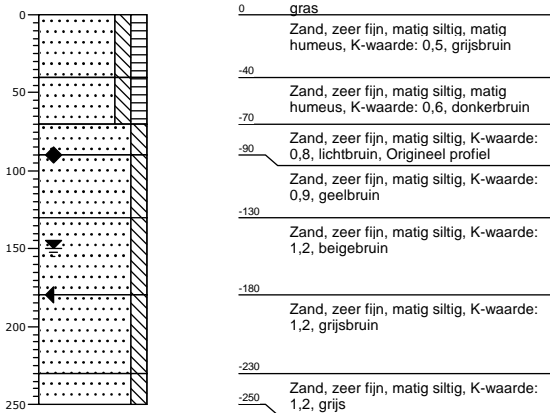 0
50
100
150
200
250
0
gras
Zand, zeer fijn, matig siltig, matig
humeus, K-waarde: 0,5, grijsbruin
-40
Zand, zeer fijn, matig siltig, matig
humeus, K-waarde: 0,6, donkerbruin
-70
Zand, zeer fijn, matig siltig, K-waarde:
0,8, lichtbruin, Origineel profiel
-90
Zand, zeer fijn, matig siltig, K-waarde:
0,9, geelbruin
-130
Zand, zeer fijn, matig siltig, K-waarde:
1,2, beigebruin
-180
Zand, zeer fijn, matig siltig, K-waarde:
1,2, grijsbruin
-230
Zand, zeer fijn, matig siltig, K-waarde:
1,2, grijs
-250